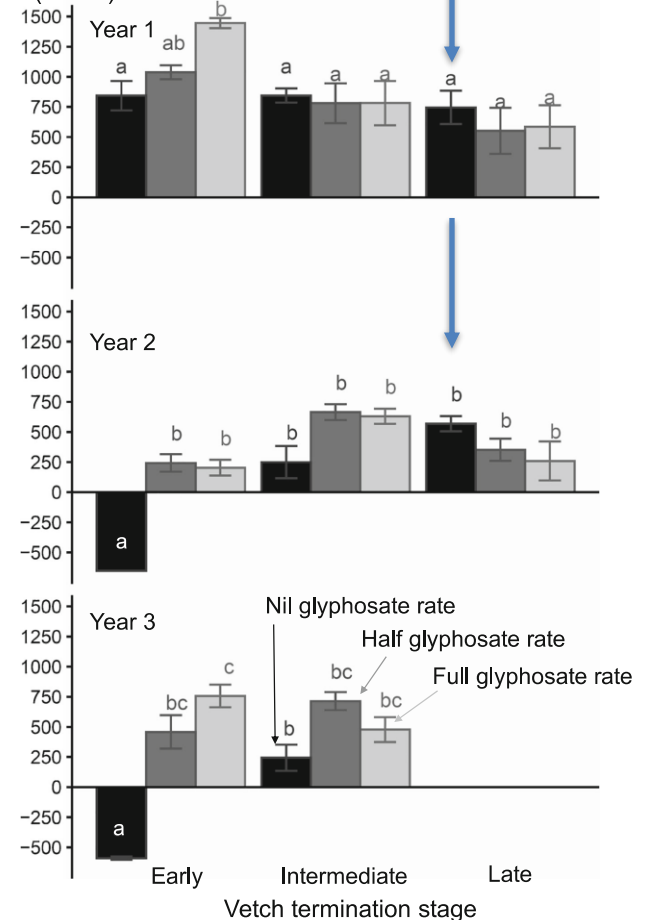 1500
Year 1
b
1250
ab
a
a
a
a
1000
a
a
a
750
500
250
0
−250
−500
1500
Year 2
1250
1000
b
b
b
750
b
b
b
b
b
500
250
0
−250
a
−500
1500
Nil glyphosate rate
Year 3
1250
Half glyphosate rate
1000
c
bc
Full glyphosate rate
750
bc
bc
b
500
250
0
−250
a
−500
Early
Intermediate
Late
Vetch termination stage